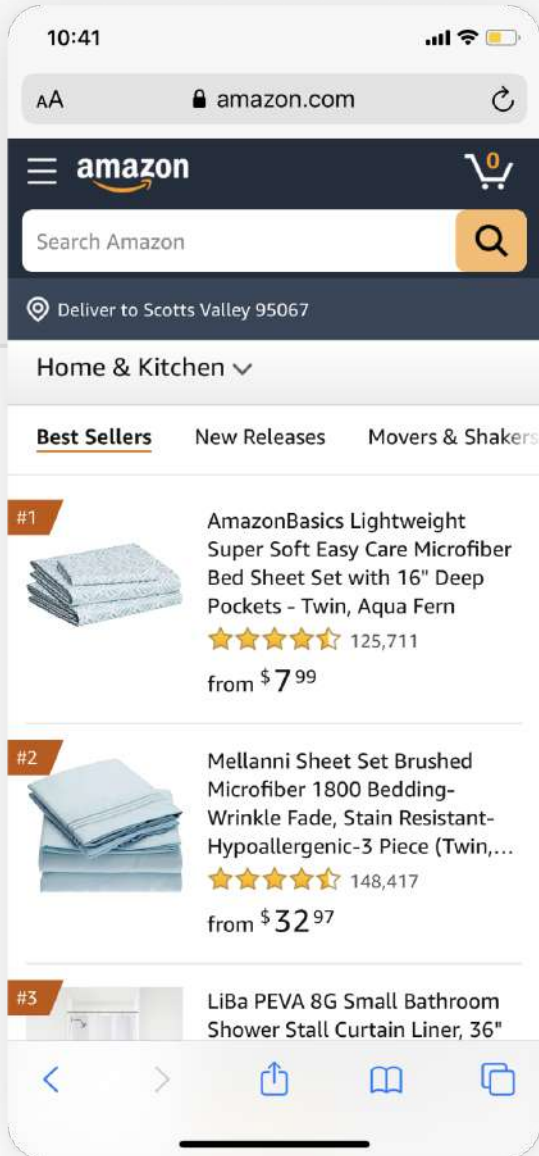 10:41
AA amazon.com
amazon 0
Search Amazon
Deliver to Scotts Valley 95067
Home & Kitchen
Best Sellers New Releases Movers & Shakers
#1
AmazonBasics Lightweight
Super Soft Easy Care Microfiber
Bed Sheet Set with 16" Deep
Pockets - Twin, Aqua Fern
125,711
from $7 99
#2
Mellanni Sheet Set Brushed
Microfiber 1800 Bedding-
Wrinkle Fade, Stain Resistant-
Hypoallergenic-3 Piece (Twin,...
148,417
from $32 97
#3
LiBa PEVA 8G Small Bathroom
Shower Stall Curtain Liner, 36"